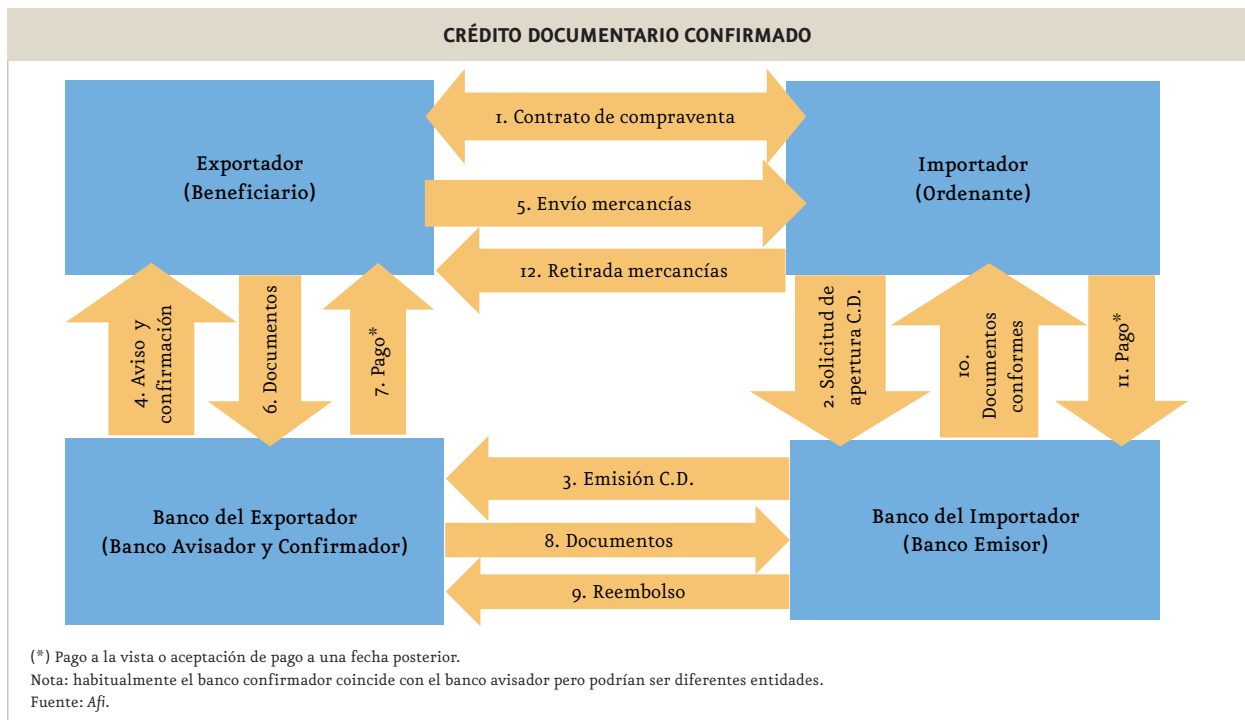 CRÉDITO DOCUMENTARIO CONFIRMADO
Exportador
(Beneficiario)
1. Contrato de compraventa
Importador
(Ordenante)
5. Envío mercancías
12. Retirada mercancías
4. Aviso y
confirmación
6. Documentos
7. Pago*
2. Solicitud de
apertura C.D.
10.
Documentos
conformes
11. Pago*
Banco del Exportador
(Banco Avisador y Confirmador)
3. Emisión C.D.
8. Documentos
9. Reembolso
Banco del Importador
(Banco Emisor)
(*) Pago a la vista o aceptación de pago a una fecha posterior.
Nota: habitualmente el banco confirmador coincide con el banco avisador pero podrían ser diferentes entidades.
Fuente: Afi.